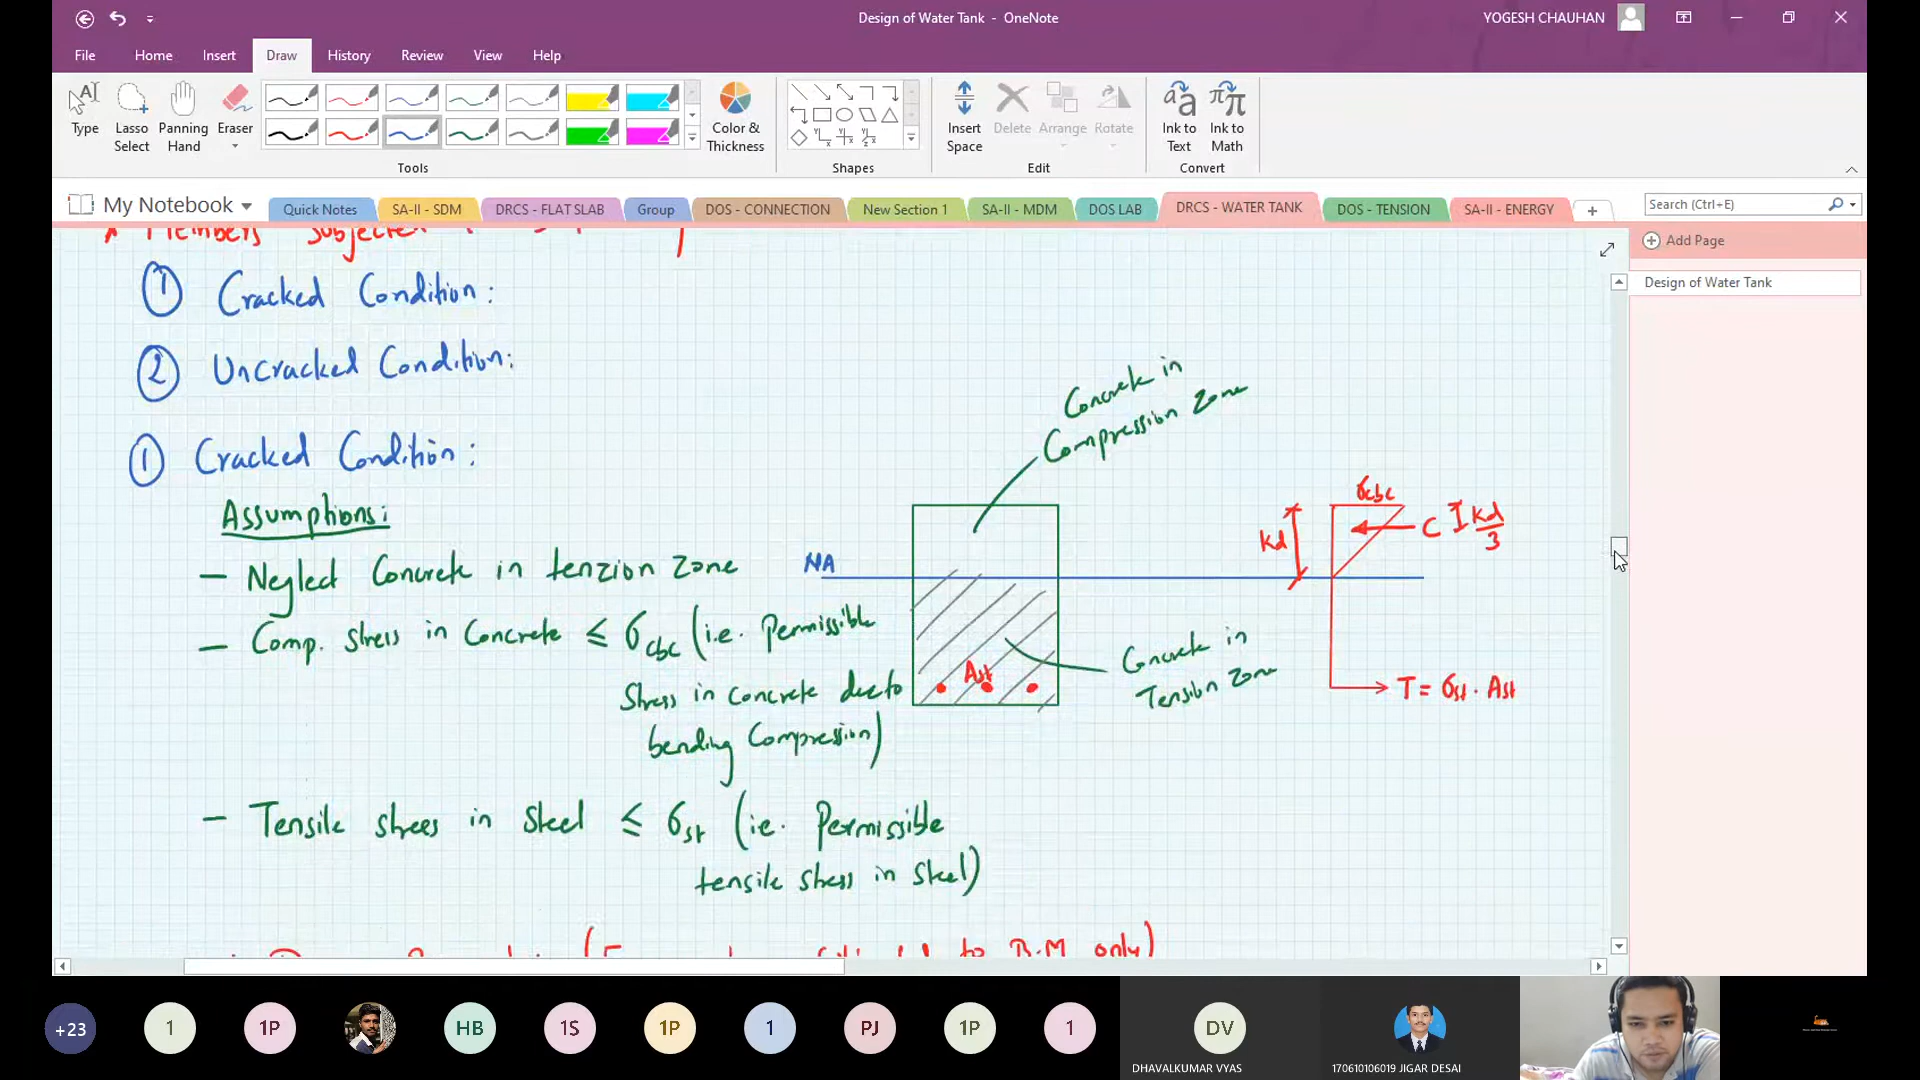 Design of Water Tank - OneNote
YOGESH CHAUHAN
File Home Insert Draw History Review View Help
Type
Lasso Select
Panning Hand
Eraser
Color & Thickness
Insert Space
Delete
Arrange
Rotate
Ink to Text
Ink to Math
Tools
Shapes
Edit
Convert
My Notebook
Quick Notes
SA-II - SDM
DRCS - FLAT SLAB
Group
DOS - CONNECTION
New Section 1
SA-II - MDM
DOS LAB
DRCS - WATER TANK
DOS - TENSION
SA-II - ENERGY
Search (Ctrl+E)
Add Page
Design of Water Tank
Members subjected
① Cracked Condition:
② Uncracked Condition:
① Cracked Condition:
Assumptions:
- Neglect Concrete in tenzion zone
- Comp. stress in concrete ≤ σcbc (i.e. Permissible
Stress in concrete due to
bending Compression)
- Tensile strees in steel ≤ σst (i.e. Permissible
tensile stress in steel)
Concrete in
Compression zone
NA
Ast
Concrete in
Tension zone
σcbc
kd
C
kd/3
T = σst . Ast
to B.M only)
+23
1
1P
HB
1S
1P
1
PJ
1P
1
DV
DHAVALKUMAR VYAS
170610106019 JIGAR DESAI